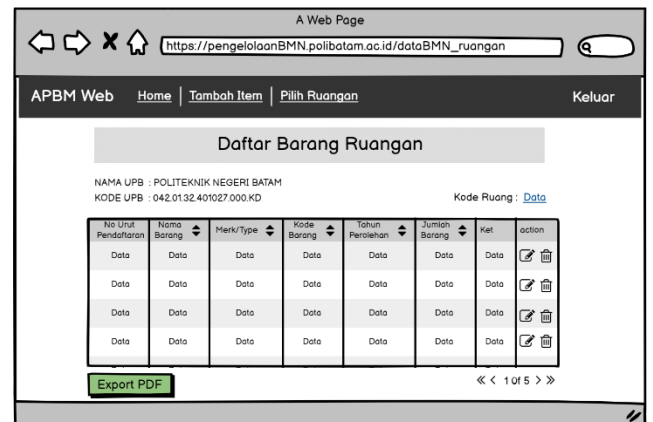 A Web Page
https://pengelolaanBMN.polibatam.ac.id/dataBMN_ruangan
APBM Web Home | Tambah Item | Pilih Ruangan Keluar
Daftar Barang Ruangan
NAMA UPB : POLITEKNIK NEGERI BATAM
KODE UPB : 042.01.32.401027.000.KD Kode Ruang : Data
No Urut Pendaftaran Nama Barang Merk/Type Kode Barang Tahun Perolehan Jumlah Barang Ket action
Data Data Data Data Data Data Data
Data Data Data Data Data Data Data
Data Data Data Data Data Data Data
Data Data Data Data Data Data Data
Export PDF << < 1 of 5 > >>